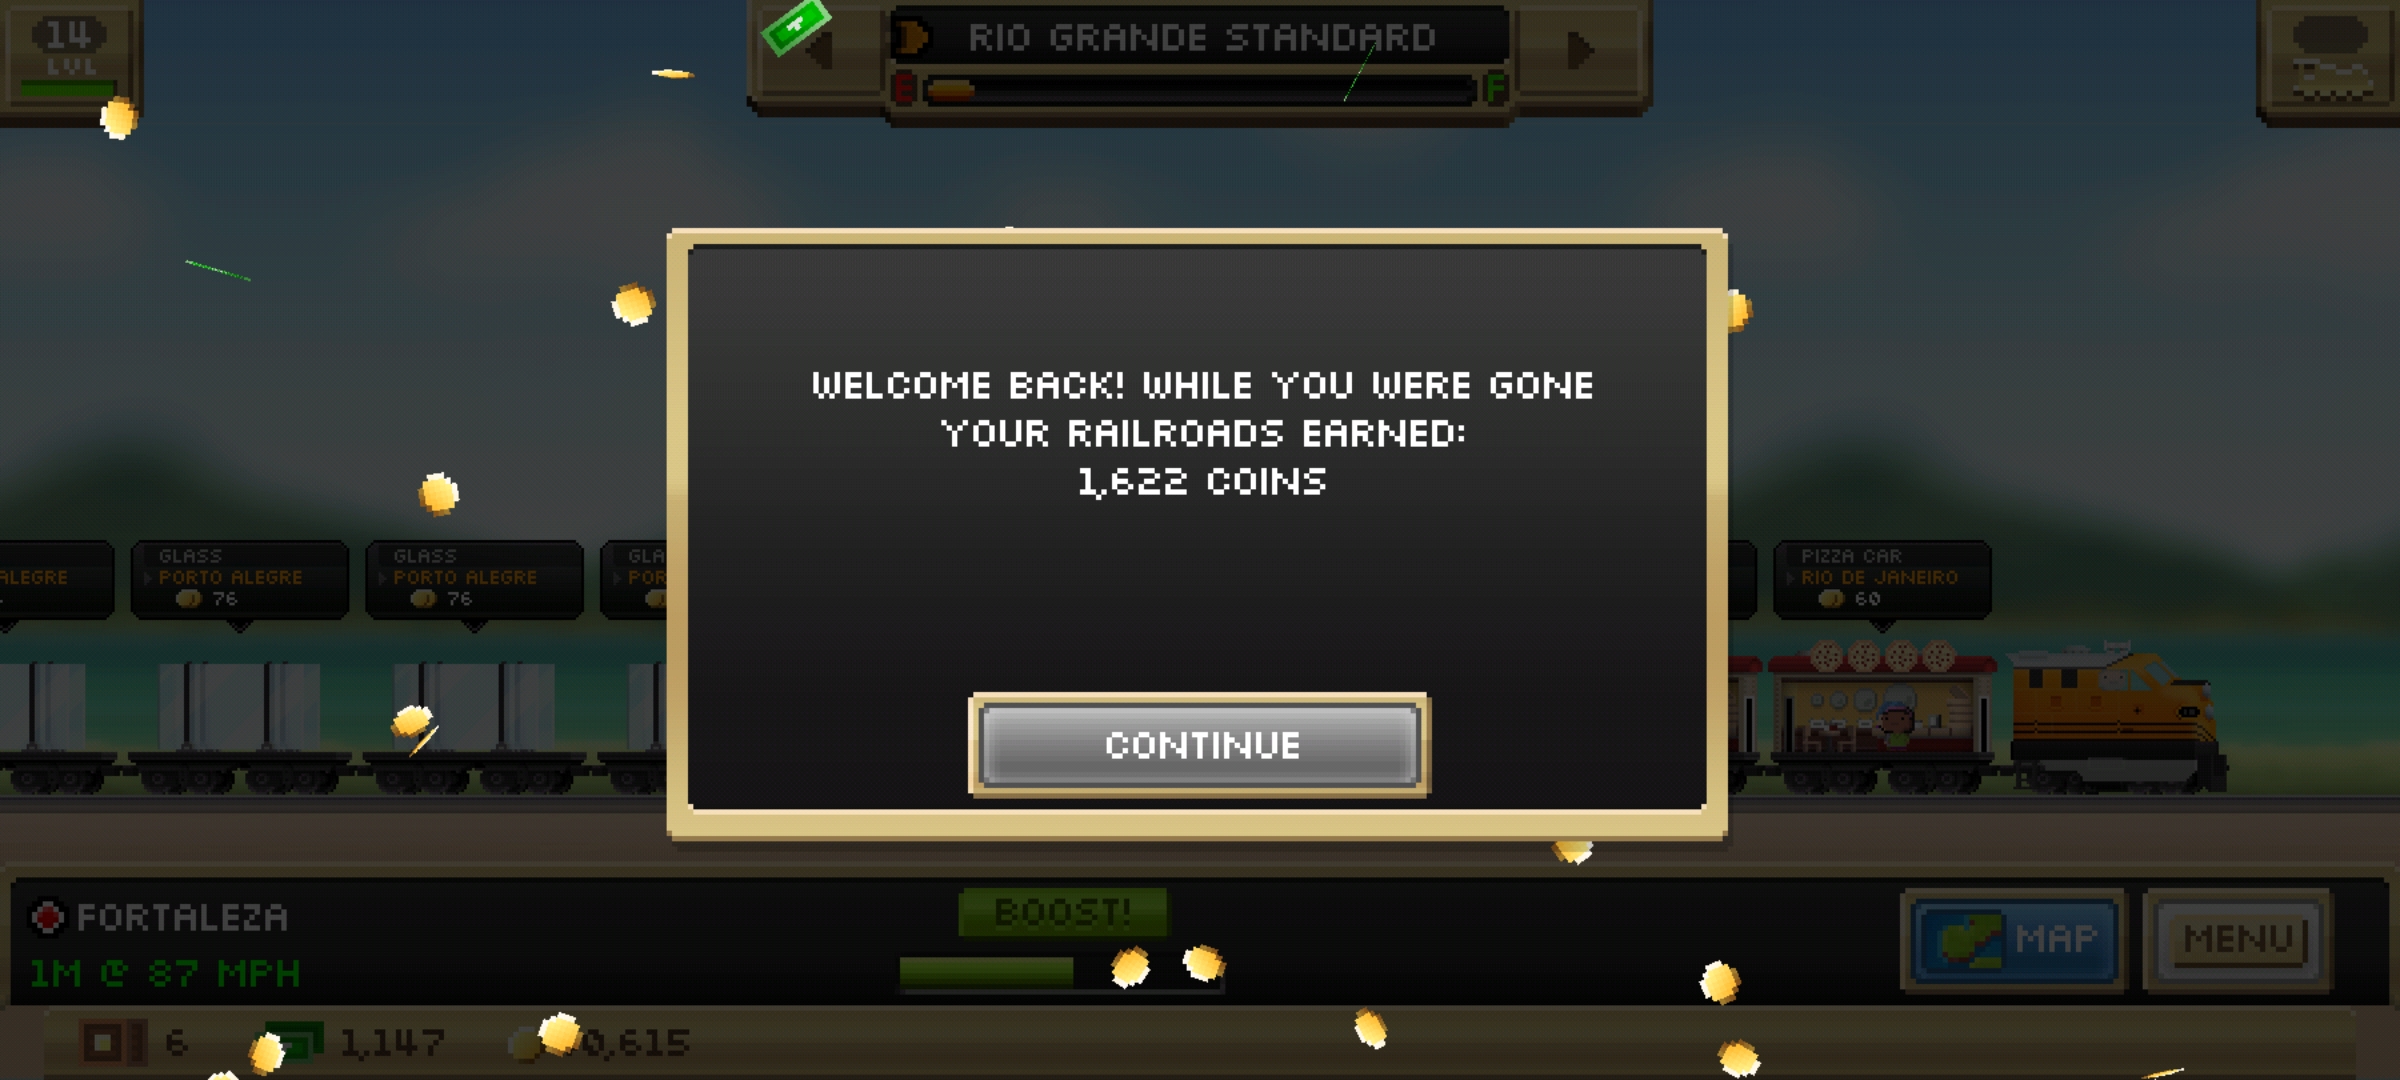 14
LVL
RIO GRANDE STANDARD
E
F
WELCOME BACK! WHILE YOU WERE GONE
YOUR RAILROADS EARNED:
1,622 COINS
CONTINUE
ALEGRE
GLASS
PORTO ALEGRE
76
GLASS
PORTO ALEGRE
76
PIZZA CAR
RIO DE JANEIRO
60
FORTALEZA
1M @ 87 MPH
BOOST!
MAP
MENU
6
1,147